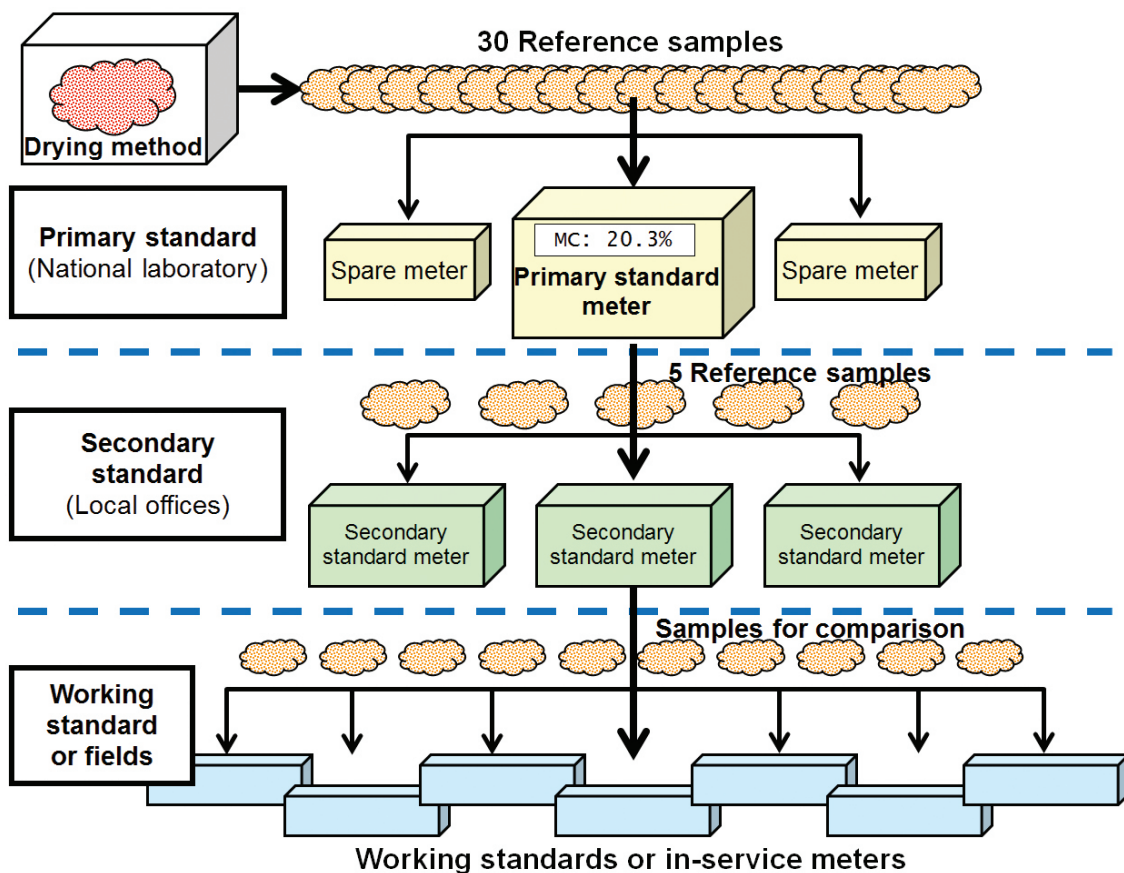 30 Reference samples
Drying method
Primary standard
(National laboratory)
Spare meter
MC: 20.3%
Primary standard
meter
Spare meter
5 Reference samples
Secondary
standard
(Local offices)
Secondary
standard meter
Secondary
standard meter
Secondary
standard meter
Samples for comparison
Working
standard
or fields
Working standards or in-service meters